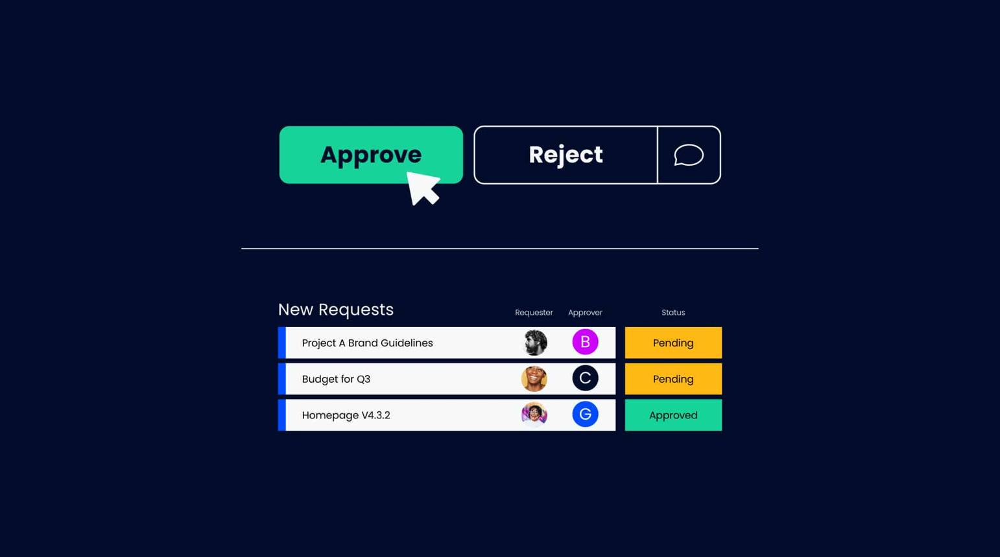 Approve
Reject
New Requests
Requester
Approver
Status
Project A Brand Guidelines
B
Pending
Budget for Q3
C
Pending
Homepage V4.3.2
G
Approved